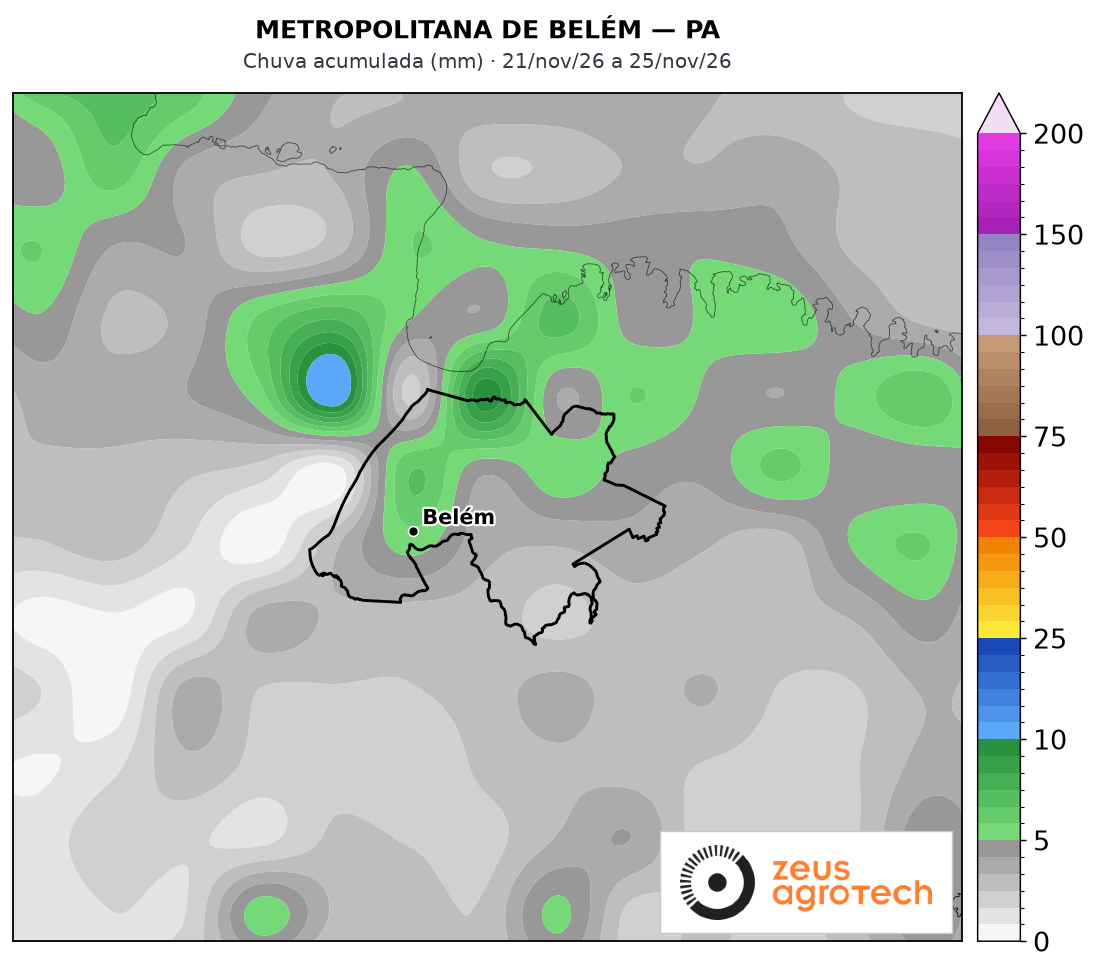 METROPOLITANA DE BELÉM — PA
Chuva acumulada (mm) · 21/nov/26 a 25/nov/26
200
150
100
75
50
25
10
5
0
Belém
zeus
agrotech